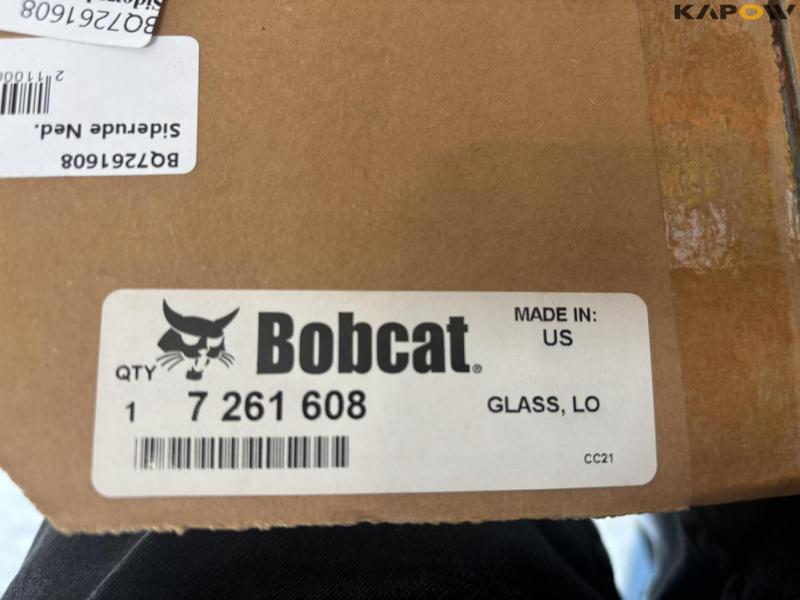 KAPOW
BQ7261608
BQ7261608
Siderude Ned.
Bobcat
MADE IN:
US
QTY
1 7 261 608
GLASS, LO
CC21